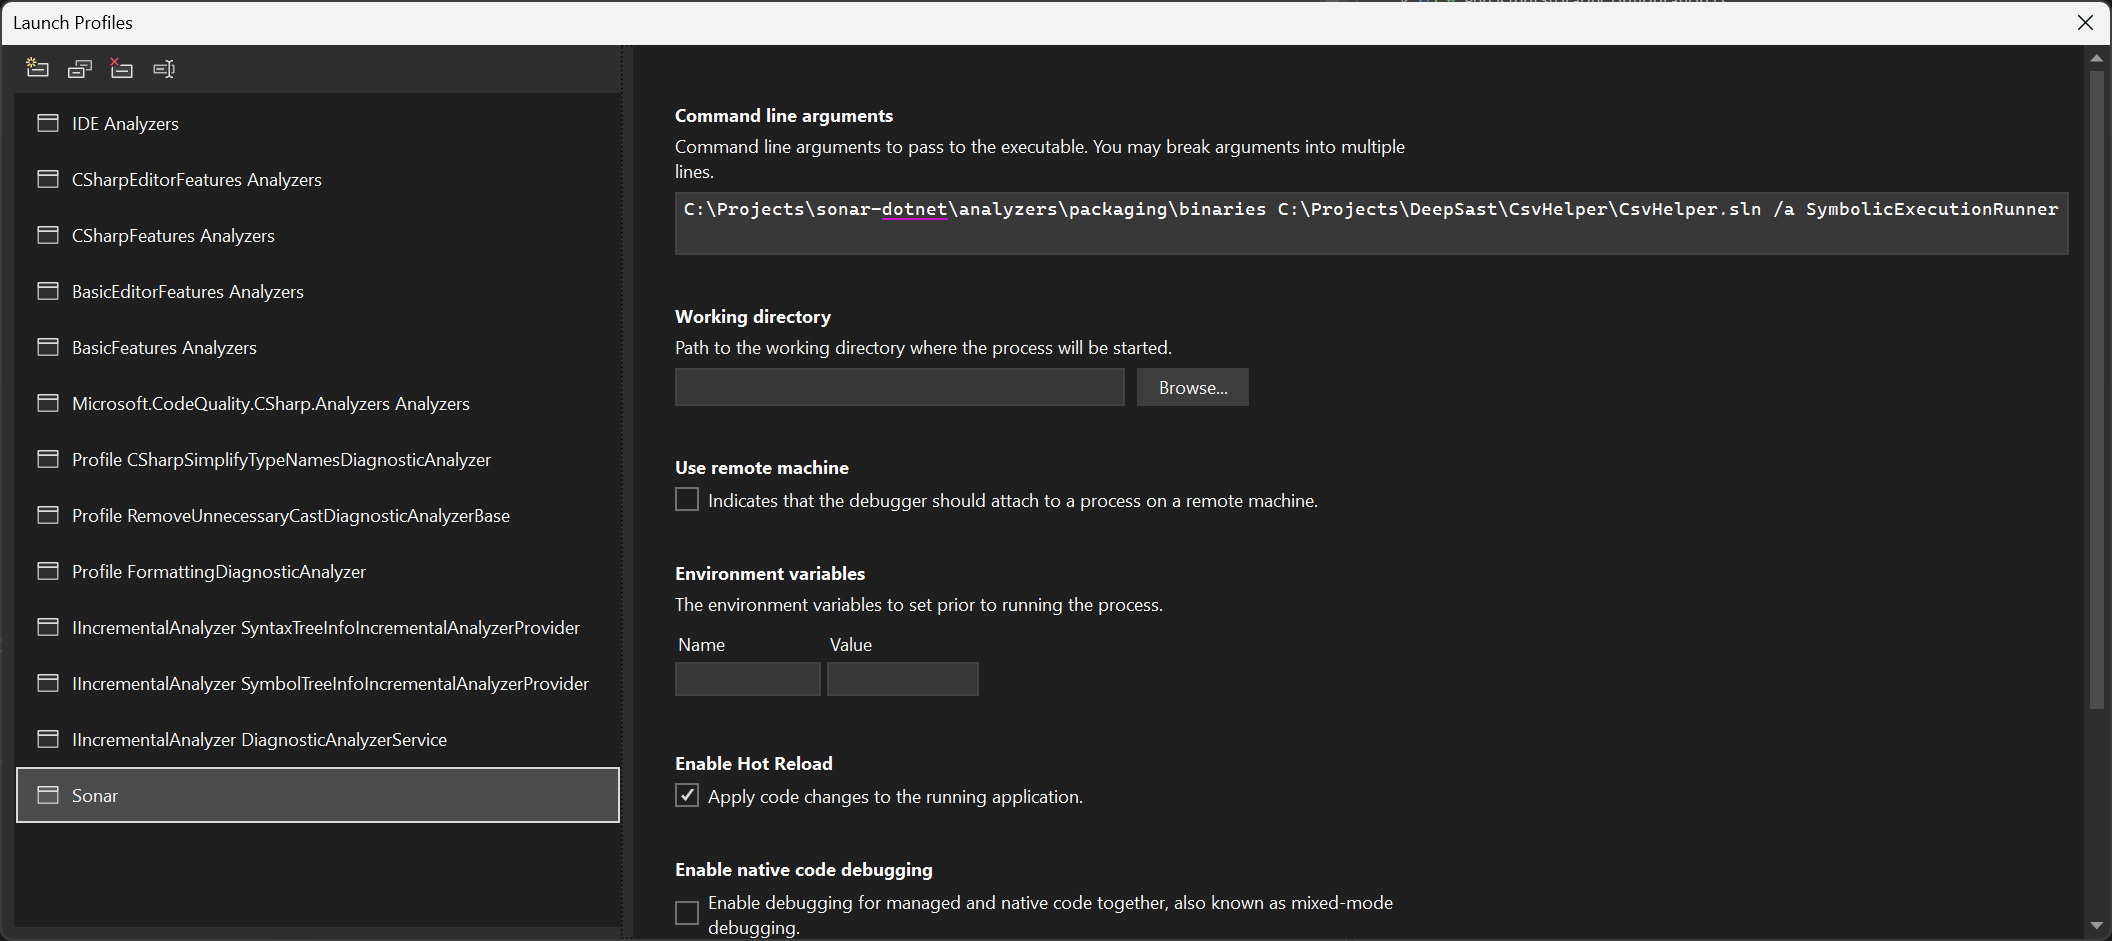 Launch Profiles
IDE Analyzers
CSharpEditorFeatures Analyzers
CSharpFeatures Analyzers
BasicEditorFeatures Analyzers
BasicFeatures Analyzers
Microsoft.CodeQuality.CSharp.Analyzers Analyzers
Profile CSharpSimplifyTypeNamesDiagnosticAnalyzer
Profile RemoveUnnecessaryCastDiagnosticAnalyzerBase
Profile FormattingDiagnosticAnalyzer
IIncrementalAnalyzer SyntaxTreeInfoIncrementalAnalyzerProvider
IIncrementalAnalyzer SymbolTreeInfoIncrementalAnalyzerProvider
IIncrementalAnalyzer DiagnosticAnalyzerService
Sonar
Command line arguments
Command line arguments to pass to the executable. You may break arguments into multiple
lines.
C:\Projects\sonar-dotnet\analyzers\packaging\binaries C:\Projects\DeepSast\CsvHelper\CsvHelper.sln /a SymbolicExecutionRunner
Working directory
Path to the working directory where the process will be started.
Browse...
Use remote machine
Indicates that the debugger should attach to a process on a remote machine.
Environment variables
The environment variables to set prior to running the process.
Name Value
Enable Hot Reload
Apply code changes to the running application.
Enable native code debugging
Enable debugging for managed and native code together, also known as mixed-mode
debugging.